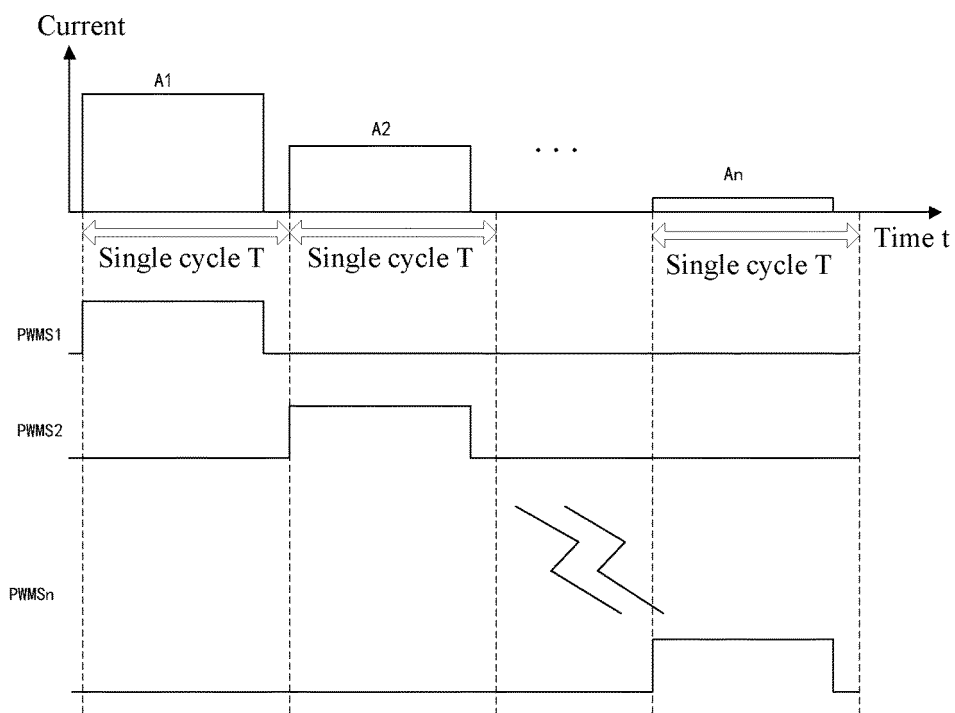 Current
A1
A2
. . .
An
Time t
Single cycle T
Single cycle T
Single cycle T
PWMS1
PWMS2
PWMSn